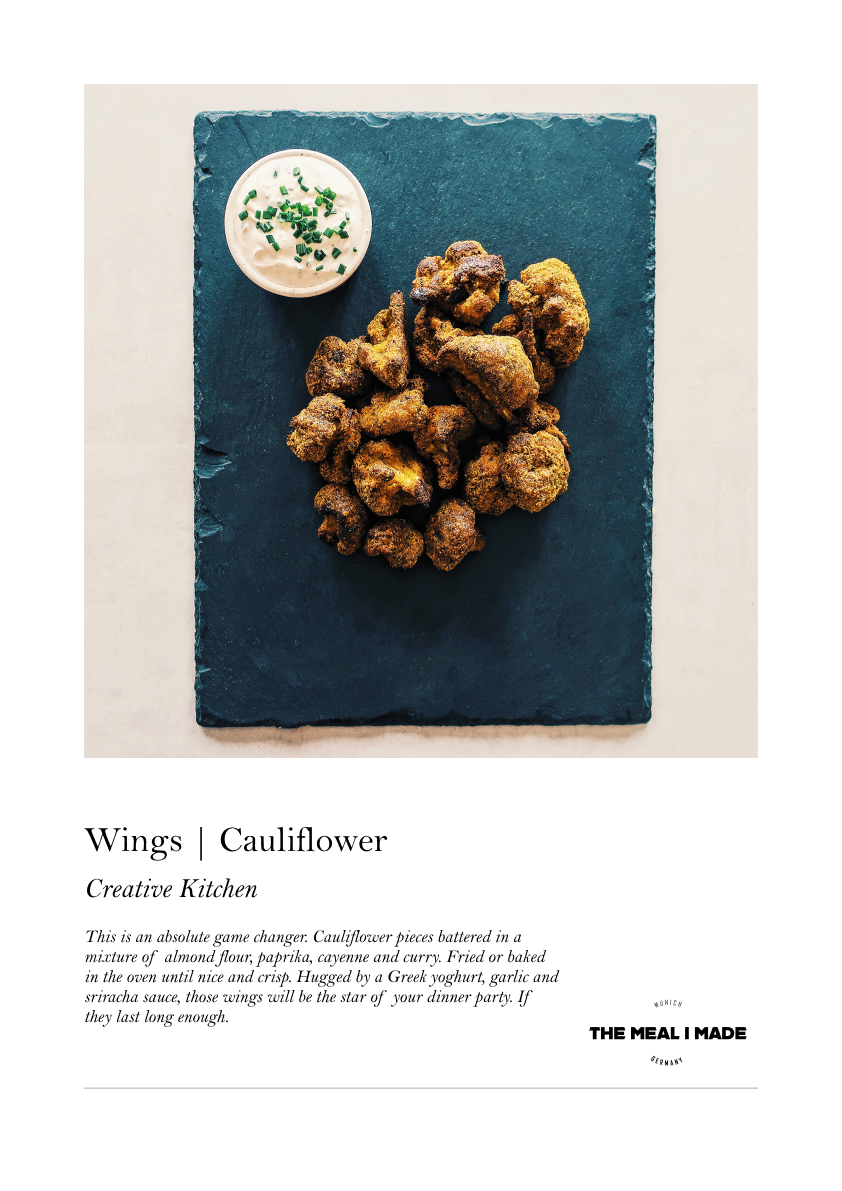 Wings | Cauliflower
Creative Kitchen
This is an absolute game changer. Cauliflower pieces battered in a
mixture of almond flour, paprika, cayenne and curry. Fried or baked
in the oven until nice and crisp. Hugged by a Greek yoghurt, garlic and
sriracha sauce, those wings will be the star of your dinner party. If
they last long enough.
MUNICH
THE MEAL I MADE
GERMANY